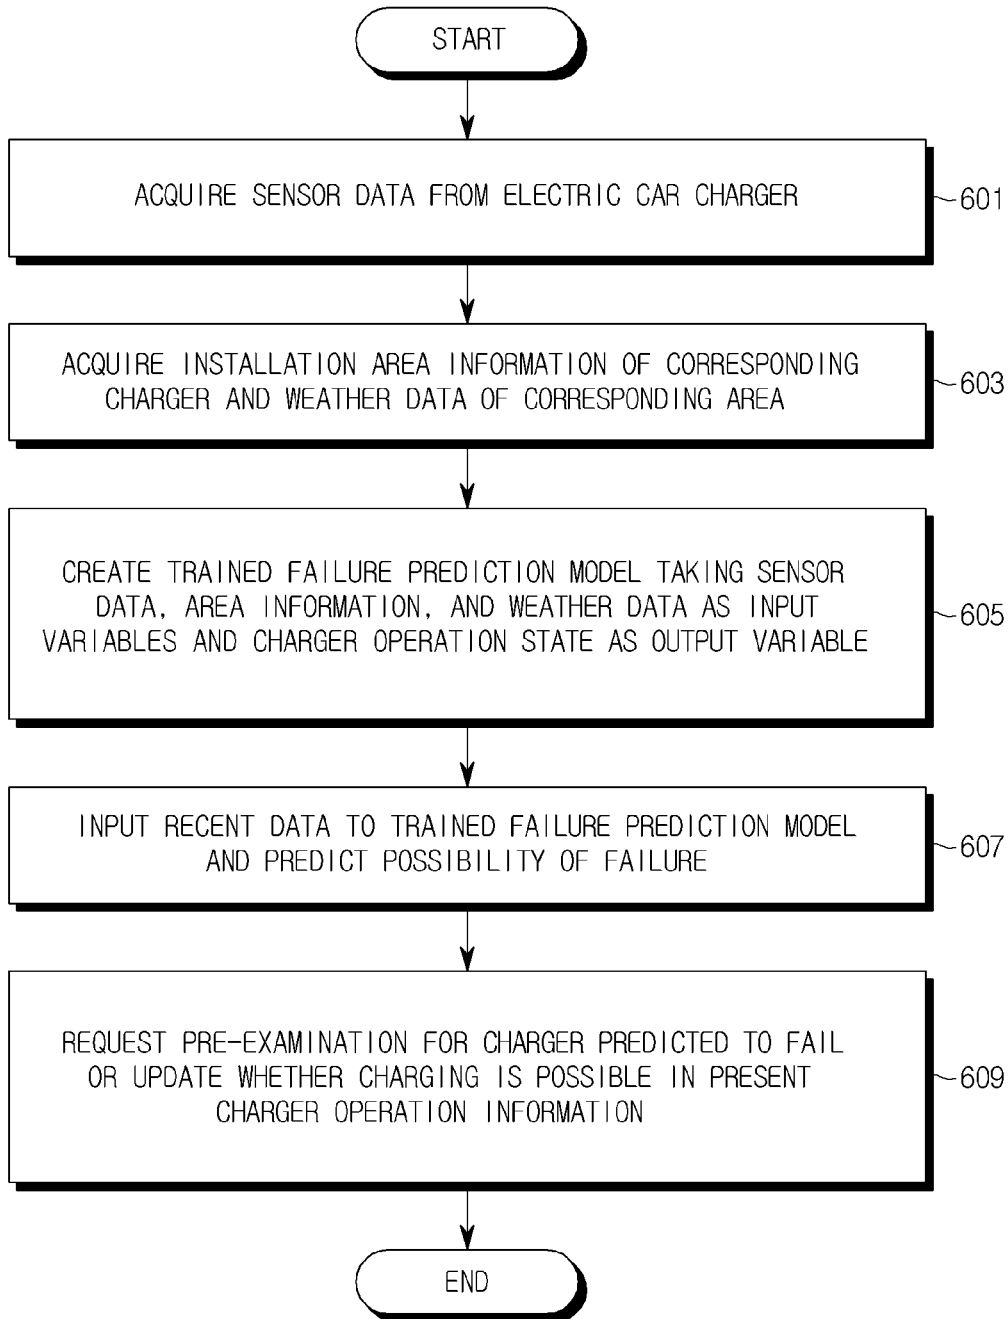 START
ACQUIRE SENSOR DATA FROM ELECTRIC CAR CHARGER
601
ACQUIRE INSTALLATION AREA INFORMATION OF CORRESPONDING
CHARGER AND WEATHER DATA OF CORRESPONDING AREA
603
CREATE TRAINED FAILURE PREDICTION MODEL TAKING SENSOR
DATA, AREA INFORMATION, AND WEATHER DATA AS INPUT
VARIABLES AND CHARGER OPERATION STATE AS OUTPUT VARIABLE
605
INPUT RECENT DATA TO TRAINED FAILURE PREDICTION MODEL
AND PREDICT POSSIBILITY OF FAILURE
607
REQUEST PRE-EXAMINATION FOR CHARGER PREDICTED TO FAIL
OR UPDATE WHETHER CHARGING IS POSSIBLE IN PRESENT
CHARGER OPERATION INFORMATION
609
END